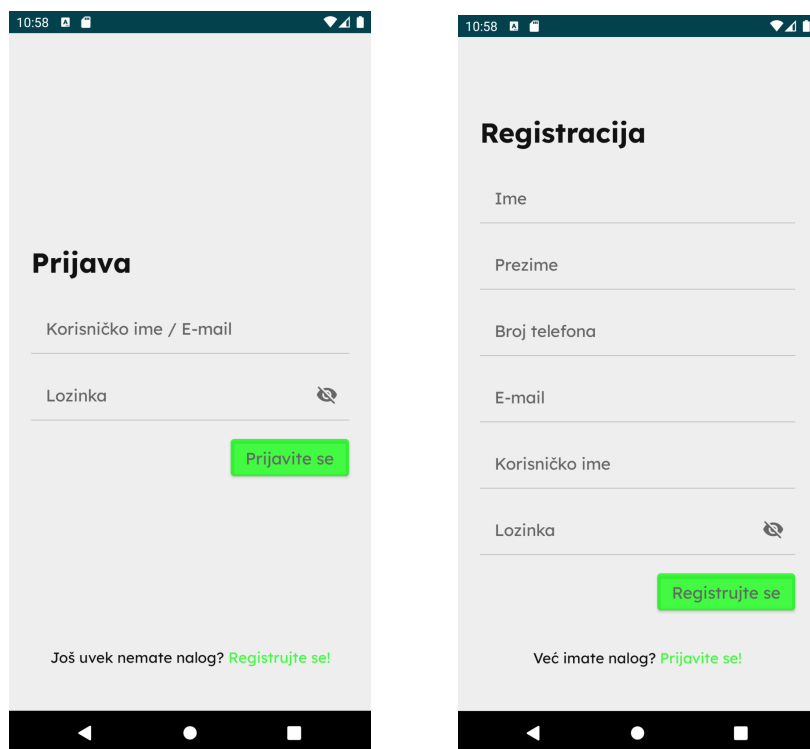 10:58
Prijava
Korisničko ime / E-mail
Lozinka
Prijavite se
Još uvek nemate nalog? Registrujte se!
10:58
Registracija
Ime
Prezime
Broj telefona
E-mail
Korisničko ime
Lozinka
Registrujte se
Već imate nalog? Prijavite se!